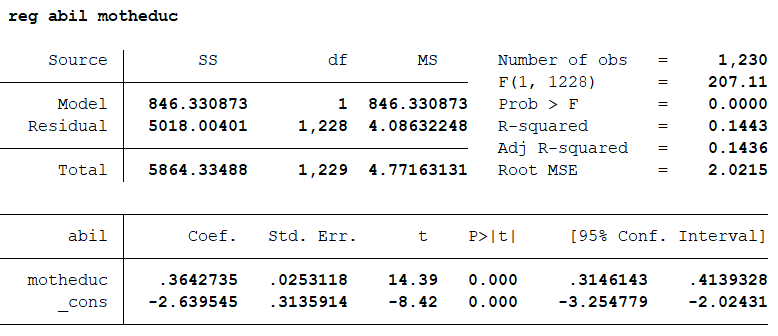 reg abil motheduc
Source SS df MS Number of obs = 1,230
F(1, 1228) = 207.11
Model 846.330873 1 846.330873 Prob > F = 0.0000
Residual 5018.00401 1,228 4.08632248 R-squared = 0.1443
Adj R-squared = 0.1436
Total 5864.33488 1,229 4.77163131 Root MSE = 2.0215
abil Coef. Std. Err. t P>|t| [95% Conf. Interval]
motheduc .3642735 .0253118 14.39 0.000 .3146143 .4139328
_cons -2.639545 .3135914 -8.42 0.000 -3.254779 -2.02431